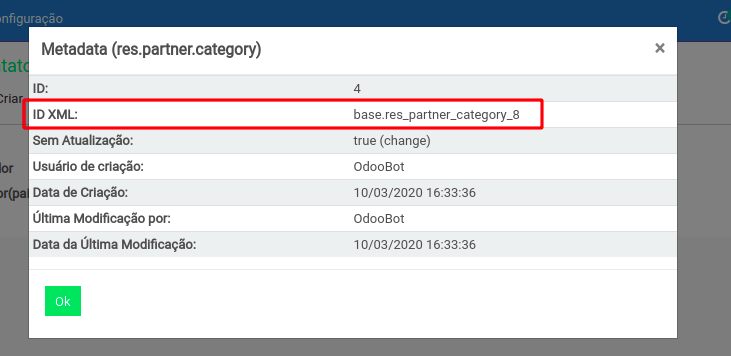 onfiguração
Metadata (res.partner.category)
×
tato
ID: 4
Criar
ID XML: base.res_partner_category_8
Sem Atualização: true (change)
dor
Usuário de criação: OdooBot
or(pai
Data de Criação: 10/03/2020 16:33:36
Última Modificação por: OdooBot
Data da Última Modificação: 10/03/2020 16:33:36
Ok